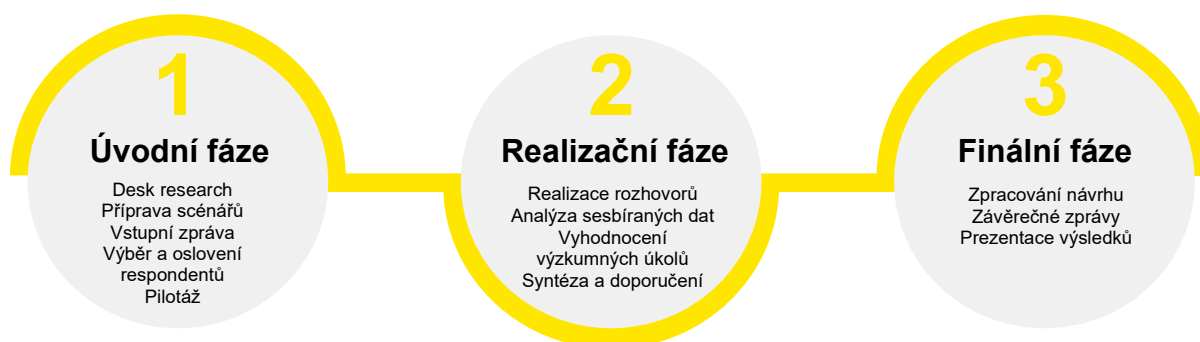 1
Úvodní fáze
Desk research
Příprava scénářů
Vstupní zpráva
Výběr a oslovení
respondentů
Pilotáž
2
Realizační fáze
Realizace rozhovorů
Analýza sesbíraných dat
Vyhodnocení
výzkumných úkolů
Syntéza a doporučení
3
Finální fáze
Zpracování návrhu
Závěrečné zprávy
Prezentace výsledků